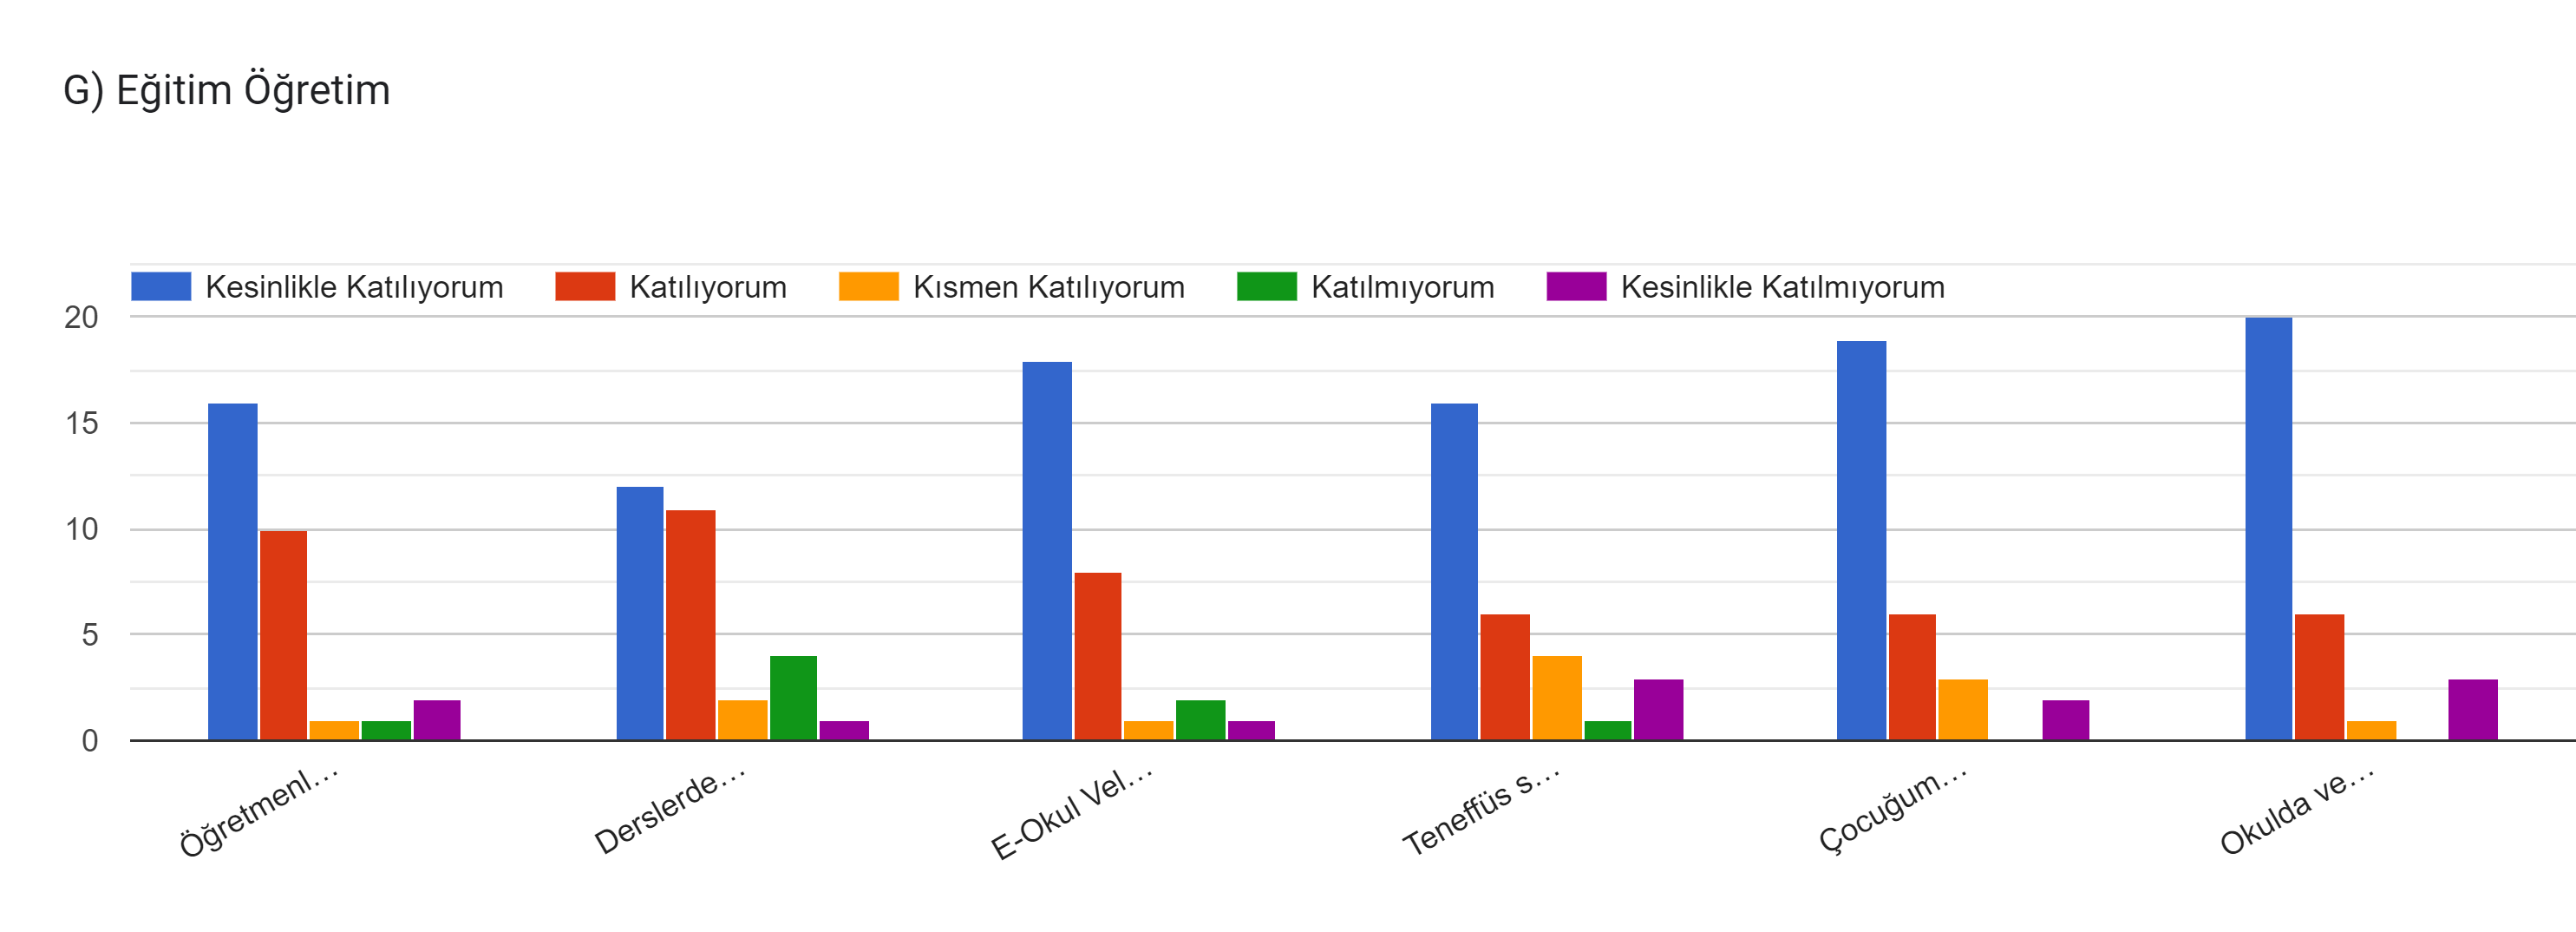 G) Eğitim Öğretim
Kesinlikle Katılıyorum Katılıyorum Kısmen Katılıyorum Katılmıyorum Kesinlikle Katılmıyorum
20
15
10
5
0
Öğretmenl… Derslerde… E-Okul Vel… Teneffüs s… Çocuğum… Okulda ve…